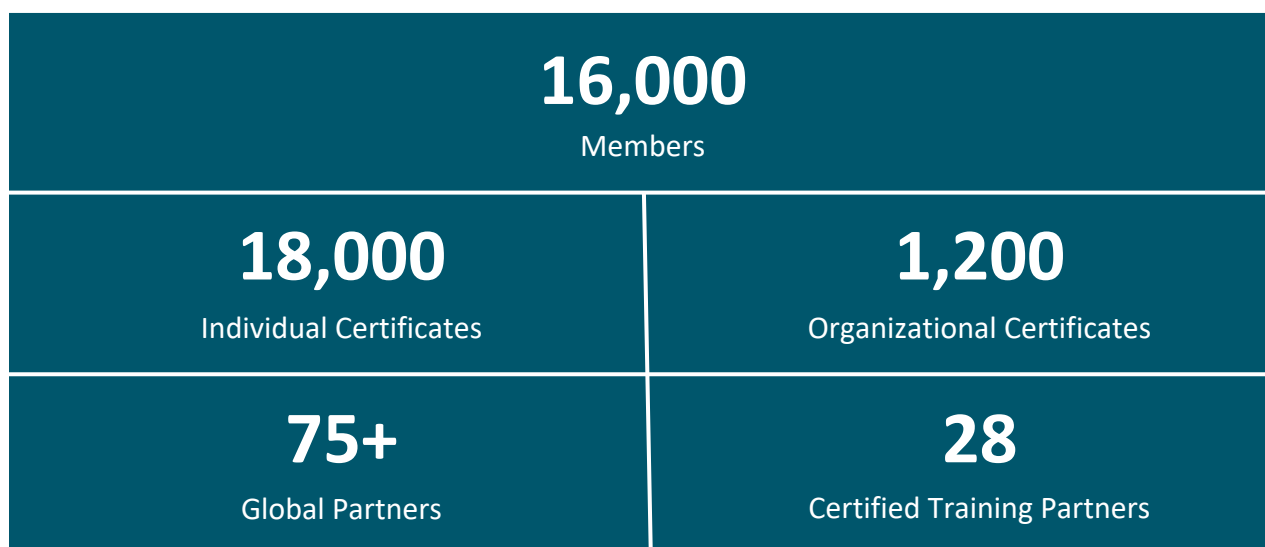 16,000
Members
18,000
Individual Certificates
1,200
Organizational Certificates
75+
Global Partners
28
Certified Training Partners